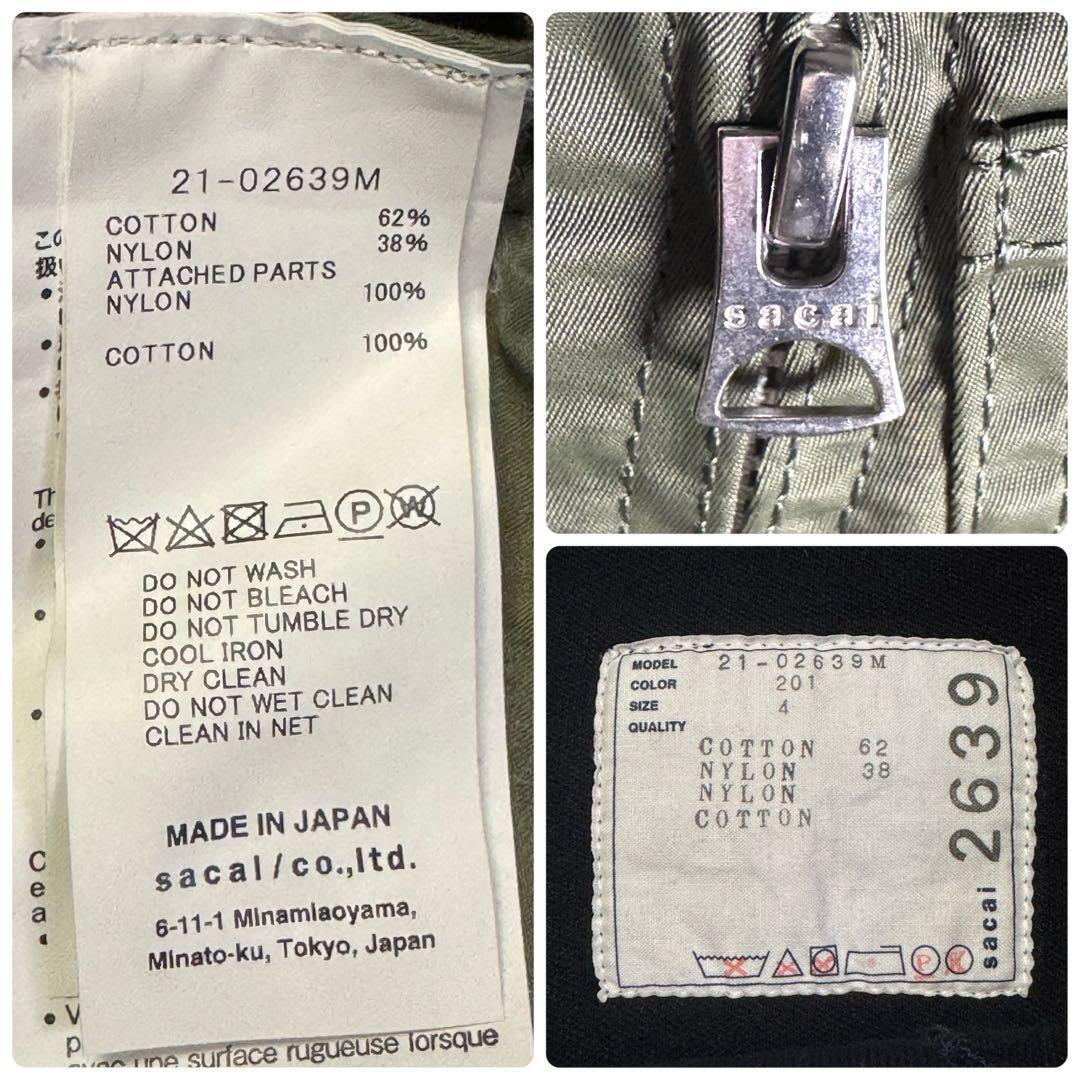 21-02639M
COTTON 62%
NYLON 38%
ATTACHED PARTS
NYLON 100%
COTTON 100%
P W
DO NOT WASH
DO NOT BLEACH
DO NOT TUMBLE DRY
COOL IRON
DRY CLEAN
DO NOT WET CLEAN
CLEAN IN NET
MADE IN JAPAN
sacai/co.,ltd.
6-11-1 Minamiaoyama,
Minato-ku, Tokyo, Japan
avec une surface rugueuse lorsque
sacai
MODEL 21-02639M
COLOR 201
SIZE 4
QUALITY
COTTON 62
NYLON 38
NYLON
COTTON
P
sacai 2639